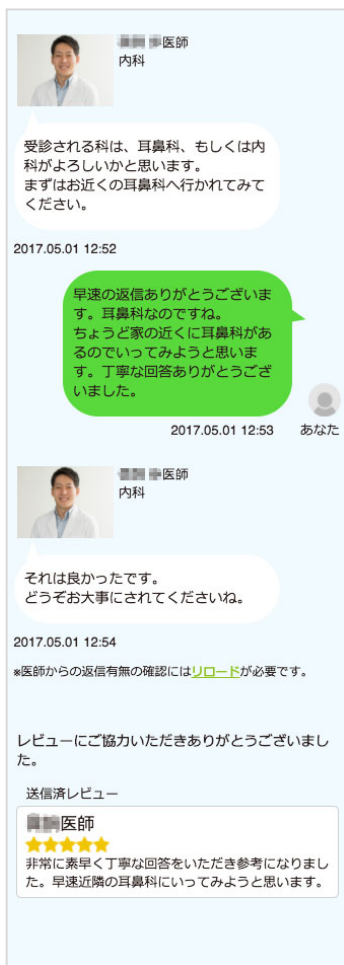 医師
内科
受診される科は、耳鼻科、もしくは内
科がよろしいかと思います。
まずはお近くの耳鼻科へ行かれてみて
ください。
2017.05.01 12:52
早速の返信ありがとうございま
す。耳鼻科なのですね。
ちょうど家の近くに耳鼻科があ
るのでいってみようと思いま
す。丁寧な回答ありがとうござ
いました。
2017.05.01 12:53 あなた
医師
内科
それは良かったです。
どうぞお大事にされてくださいね。
2017.05.01 12:54
*医師からの返信有無の確認にはリロードが必要です。
レビューにご協力いただきありがとうございまし
た。
送信済レビュー
医師
★★★★★
非常に素早く丁寧な回答をいただき参考になりまし
た。早速近隣の耳鼻科にいってみようと思います。